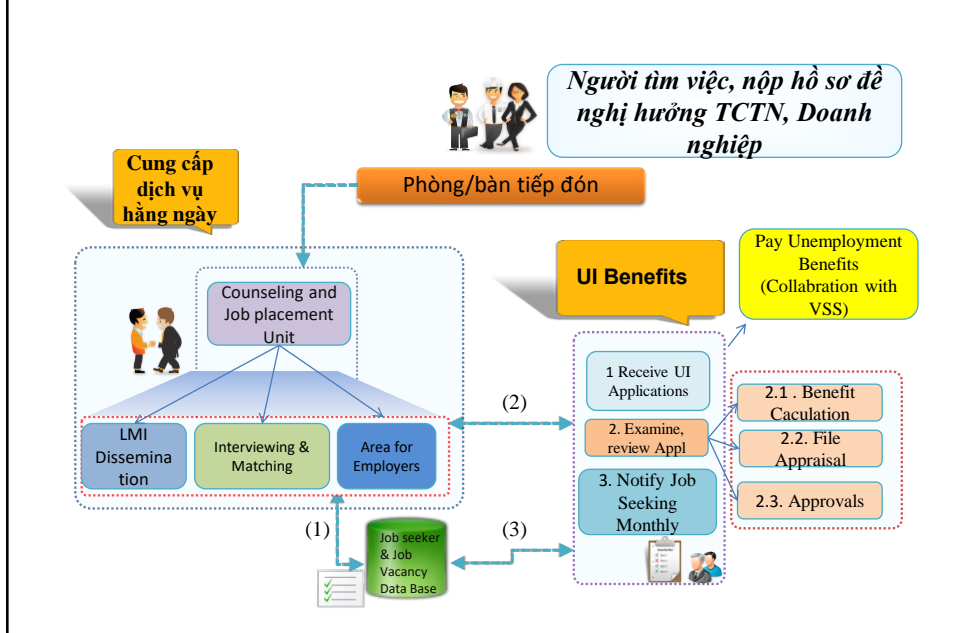 Người tìm việc, nộp hồ sơ đề
nghị hưởng TCTN, Doanh
nghiệp
Cung cấp
dịch vụ
hằng ngày
Phòng/bàn tiếp đón
Pay Unemployment
Benefits
(Collabration with
VSS)
UI Benefits
Counseling and
Job placement
Unit
1 Receive UI
Applications
2. Examine,
review Appl
3. Notify Job
Seeking
Monthly
2.1 . Benefit
Caculation
2.2. File
Appraisal
2.3. Approvals
LMI
Dissemina
tion
Interviewing &
Matching
Area for
Employers
(2)
(1)
(3)
Job seeker
& Job
Vacancy
Data Base